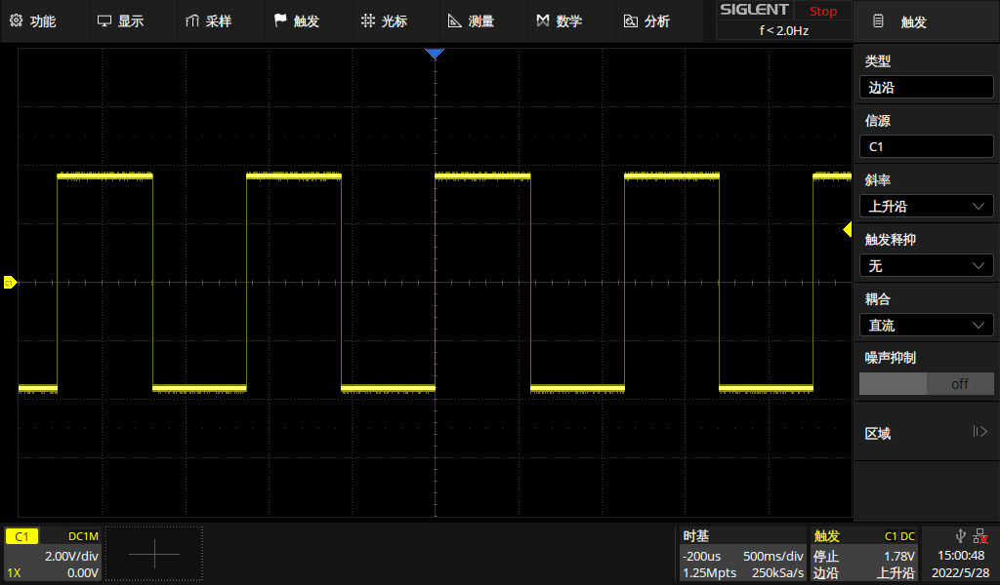 功能 显示 采样 触发 光标 测量 数学 分析 SIGLENT Stop 触发
f < 2.0Hz
类型
边沿
信源
C1
斜率
上升沿
触发释抑
无
C1
耦合
直流
噪声抑制
off
区域
C1 DC1M
2.00V/div
1X 0.00V
时基
-200us 500ms/div
1.25Mpts 250kSa/s
触发 C1 DC
停止 1.78V
边沿 上升沿
15:00:48
2022/5/28